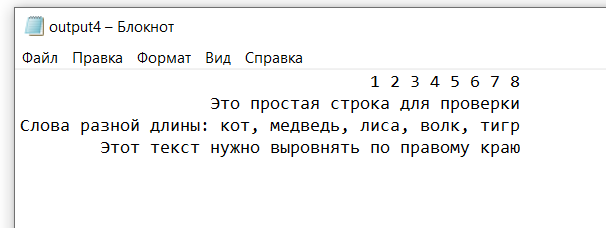 output4 – Блокнот
Файл Правка Формат Вид Справка
1 2 3 4 5 6 7 8
Это простая строка для проверки
Слова разной длины: кот, медведь, лиса, волк, тигр
Этот текст нужно выровнять по правому краю